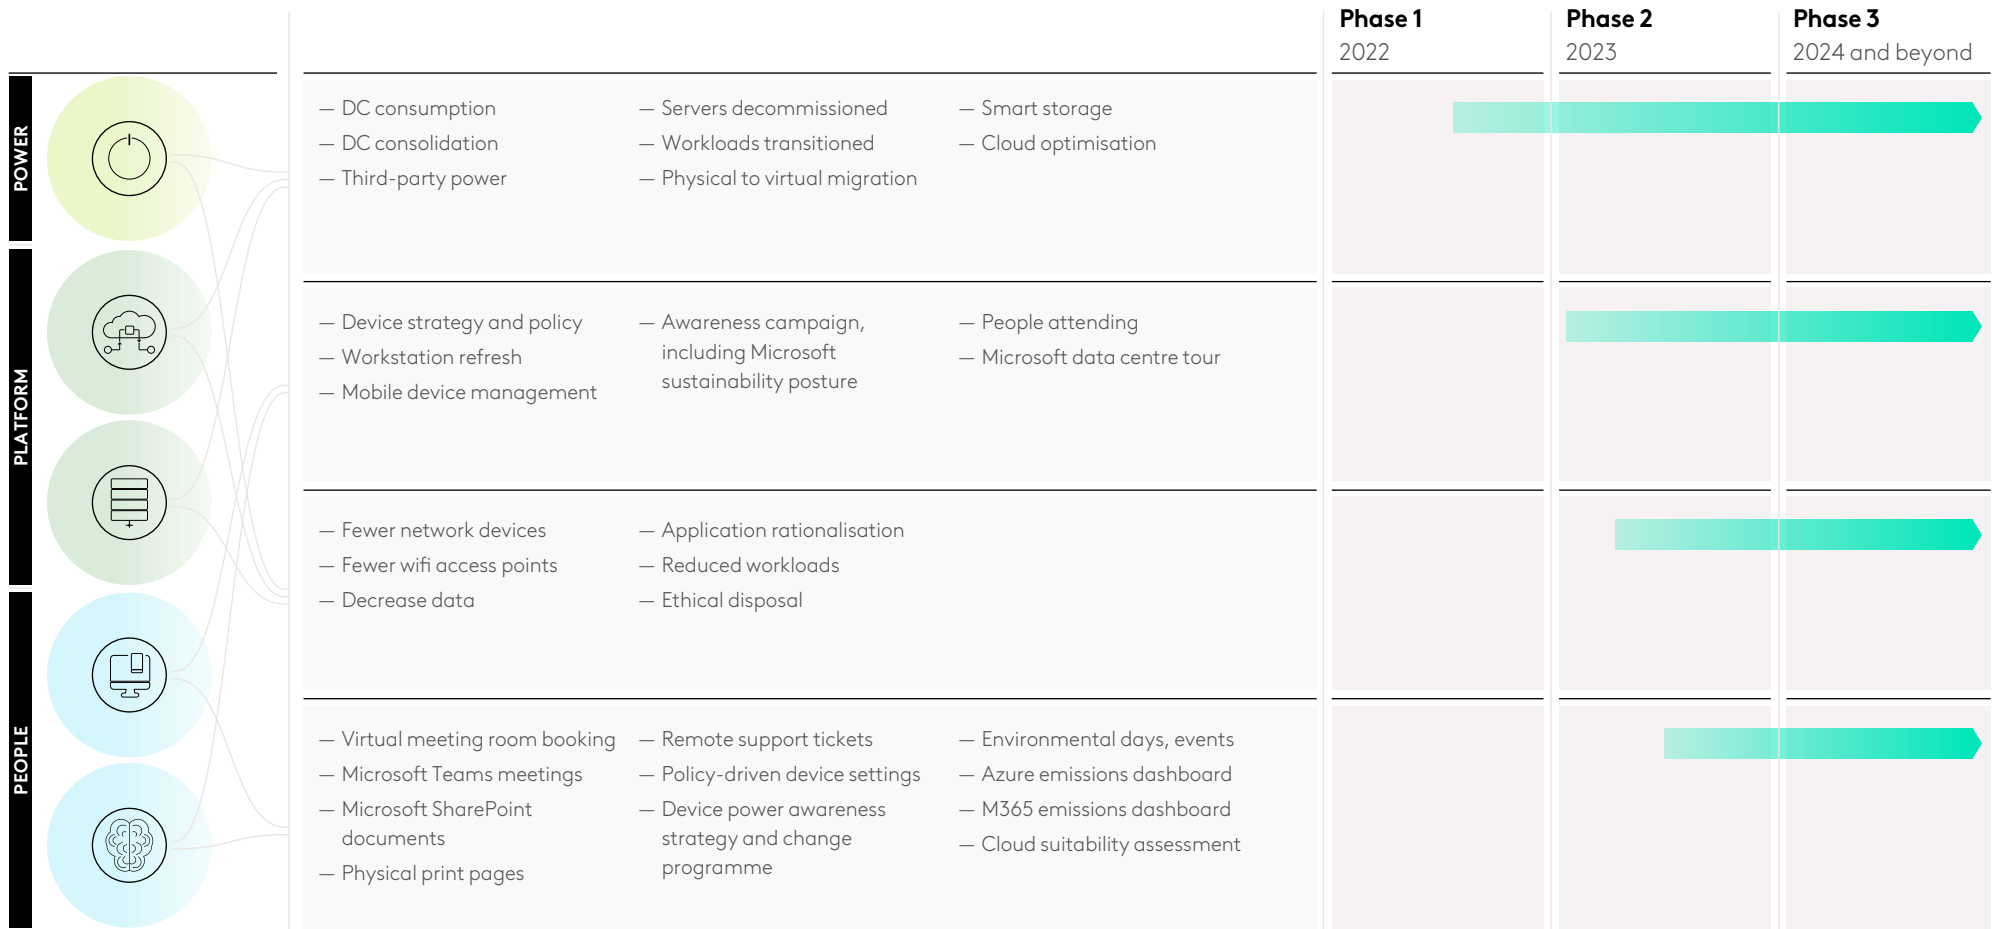 Phase 1
2022
Phase 2
2023
Phase 3
2024 and beyond
POWER
— DC consumption
— DC consolidation
— Third-party power
— Servers decommissioned
— Workloads transitioned
— Physical to virtual migration
— Smart storage
— Cloud optimisation
PLATFORM
— Device strategy and policy
— Workstation refresh
— Mobile device management
— Awareness campaign,
including Microsoft
sustainability posture
— People attending
— Microsoft data centre tour
— Fewer network devices
— Fewer wifi access points
— Decrease data
— Application rationalisation
— Reduced workloads
— Ethical disposal
PEOPLE
— Virtual meeting room booking
— Microsoft Teams meetings
— Microsoft SharePoint
documents
— Physical print pages
— Remote support tickets
— Policy-driven device settings
— Device power awareness
strategy and change
programme
— Environmental days, events
— Azure emissions dashboard
— M365 emissions dashboard
— Cloud suitability assessment